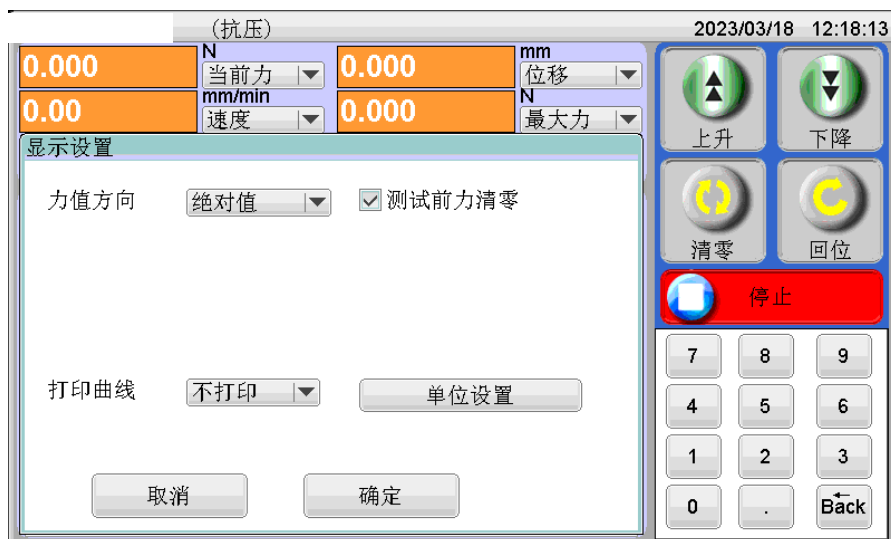 (抗压)
2023/03/18 12:18:13
0.000 N 当前力
0.000 mm 位移
0.00 mm/min 速度
0.000 N 最大力
上升
下降
显示设置
力值方向 绝对值 测试前力清零
清零
回位
停止
打印曲线 不打印 单位设置
取消 确定
7 8 9
4 5 6
1 2 3
0 . Back